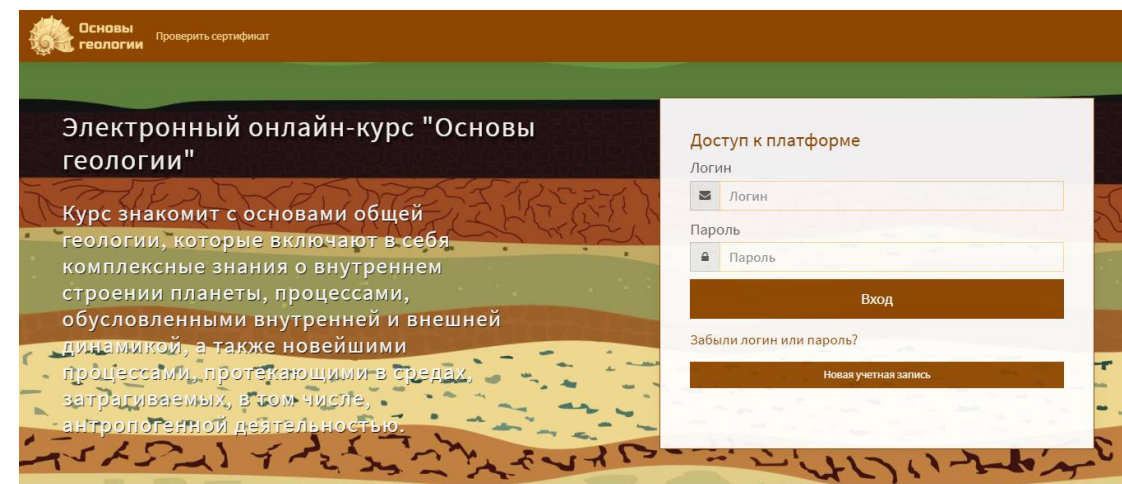 Основы
геологии
Проверить сертификат
Электронный онлайн-курс "Основы
геологии"
Курс знакомит с основами общей
геологии, которые включают в себя
комплексные знания о внутреннем
строении планеты, процессами,
обусловленными внутренней и внешней
динамикой, а также новейшими
процессами, протекающими в средах,
затрагиваемых, в том числе,
антропогенной деятельностью.
Доступ к платформе
Логин
Логин
Пароль
Пароль
Вход
Забыли логин или пароль?
Новая учетная запись